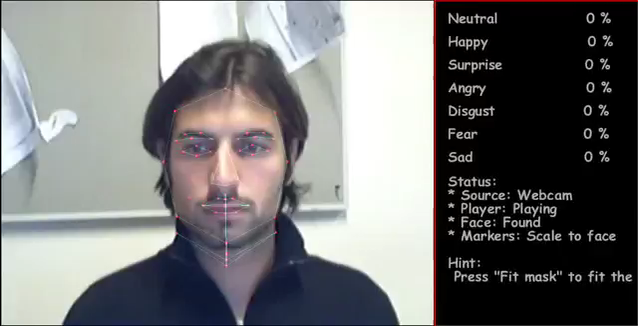 Neutral 0 %
Happy 0 %
Surprise 0 %
Angry 0 %
Disgust 0 %
Fear 0 %
Sad 0 %
Status:
* Source: Webcam
* Player: Playing
* Face: Found
* Markers: Scale to face
Hint:
Press "Fit mask" to fit the